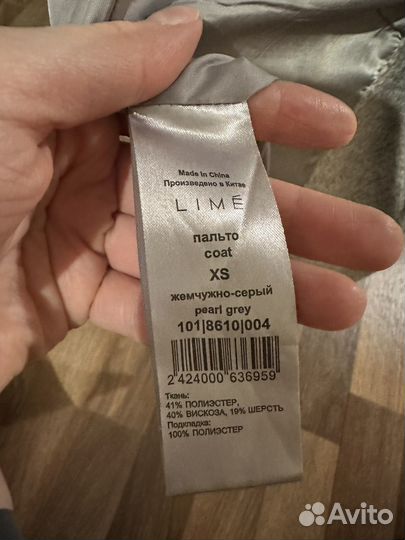 Made in China
Произведено в Китае
LIMÉ
пальто
coat
XS
жемчужно-серый
pearl grey
101|8610|004
2 424000 636959
Ткань:
41% ПОЛИЭСТЕР,
40% ВИСКОЗА, 19% ШЕРСТЬ
Подкладка:
100% ПОЛИЭСТЕР
Avito